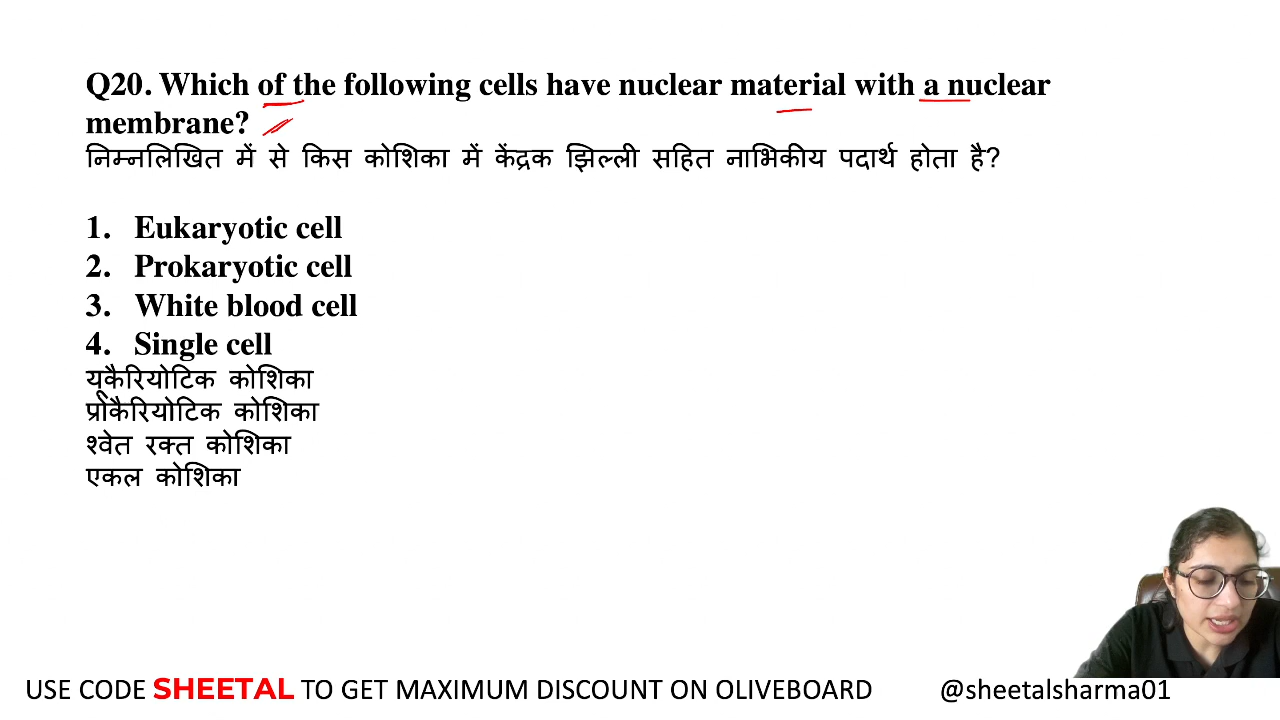 Q20. Which of the following cells have nuclear material with a nuclear
membrane?
निम्नलिखित में से किस कोशिका में केंद्रक झिल्ली सहित नाभिकीय पदार्थ होता है?
1. Eukaryotic cell
2. Prokaryotic cell
3. White blood cell
4. Single cell
यूकैरियोटिक कोशिका
प्रोकैरियोटिक कोशिका
श्वेत रक्त कोशिका
एकल कोशिका
USE CODE SHEETAL TO GET MAXIMUM DISCOUNT ON OLIVEBOARD @sheetalsharma01